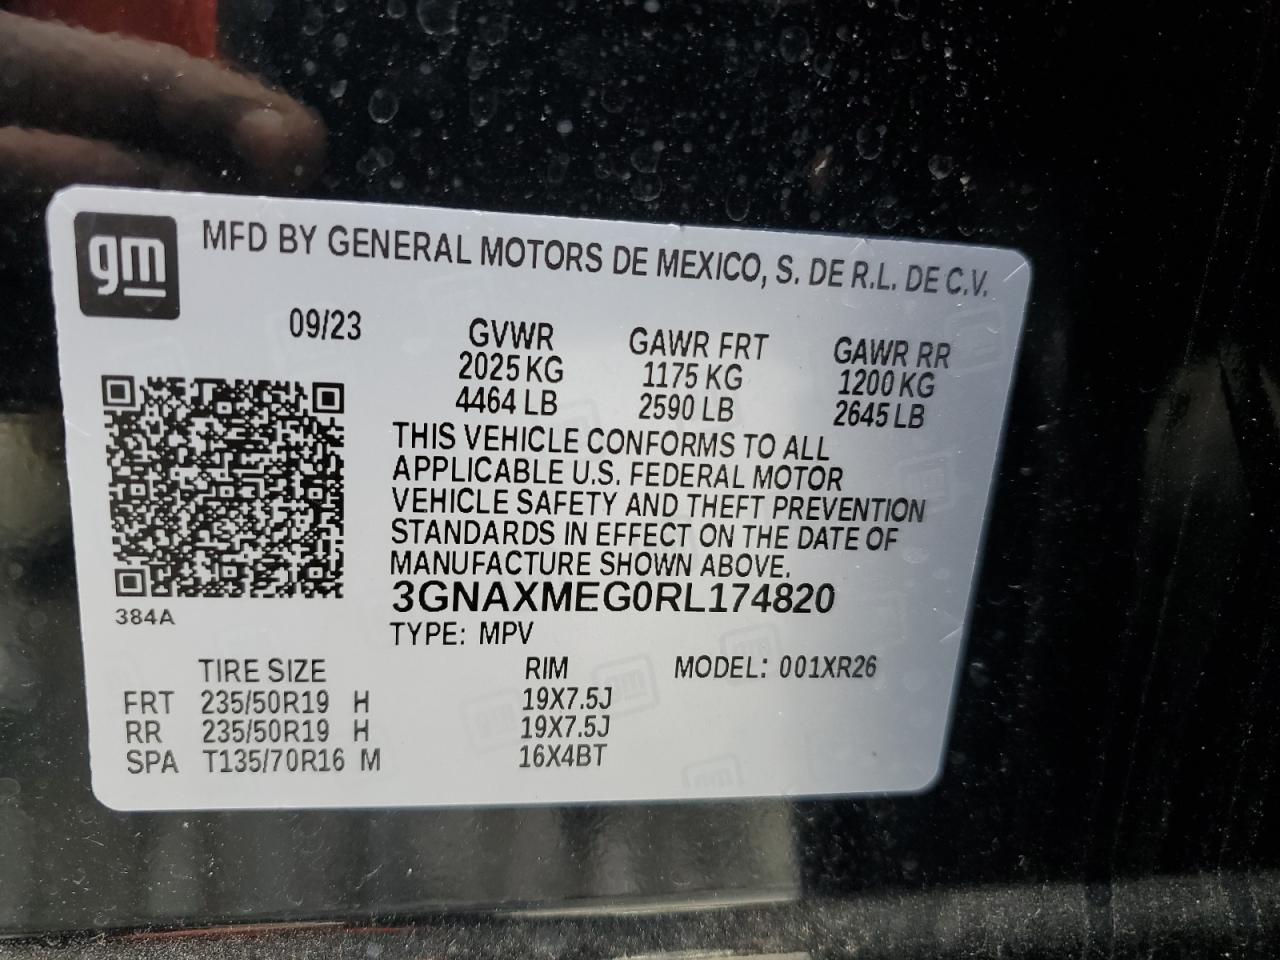 gm
MFD BY GENERAL MOTORS DE MEXICO, S. DE R.L. DE C.V.
09/23
GVWR GAWR FRT GAWR RR
2025 KG 1175 KG 1200 KG
4464 LB 2590 LB 2645 LB
THIS VEHICLE CONFORMS TO ALL
APPLICABLE U.S. FEDERAL MOTOR
VEHICLE SAFETY AND THEFT PREVENTION
STANDARDS IN EFFECT ON THE DATE OF
MANUFACTURE SHOWN ABOVE.
3GNAXMEG0RL174820
384A
TYPE: MPV
TIRE SIZE RIM MODEL: 001XR26
FRT 235/50R19 H 19X7.5J
RR 235/50R19 H 19X7.5J
SPA T135/70R16 M 16X4BT